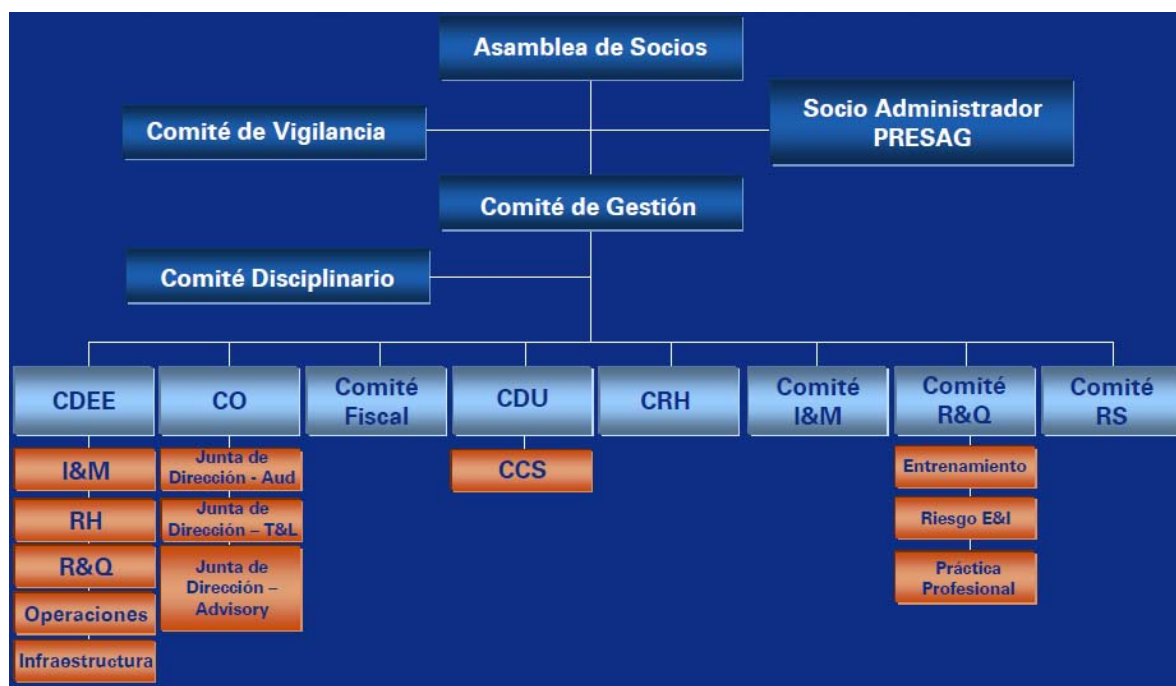 Asamblea de Socios
Comité de Vigilancia
Socio Administrador
PRESAG
Comité de Gestión
Comité Disciplinario
CDEE
CO
Comité
Fiscal
CDU
CRH
Comité
I&M
Comité
R&Q
Comité
RS
I&M
RH
R&Q
Operaciones
Infraestructura
Junta de
Dirección - Aud
Junta de
Dirección – T&L
Junta de
Dirección –
Advisory
CCS
Entrenamiento
Riesgo E&I
Práctica
Profesional